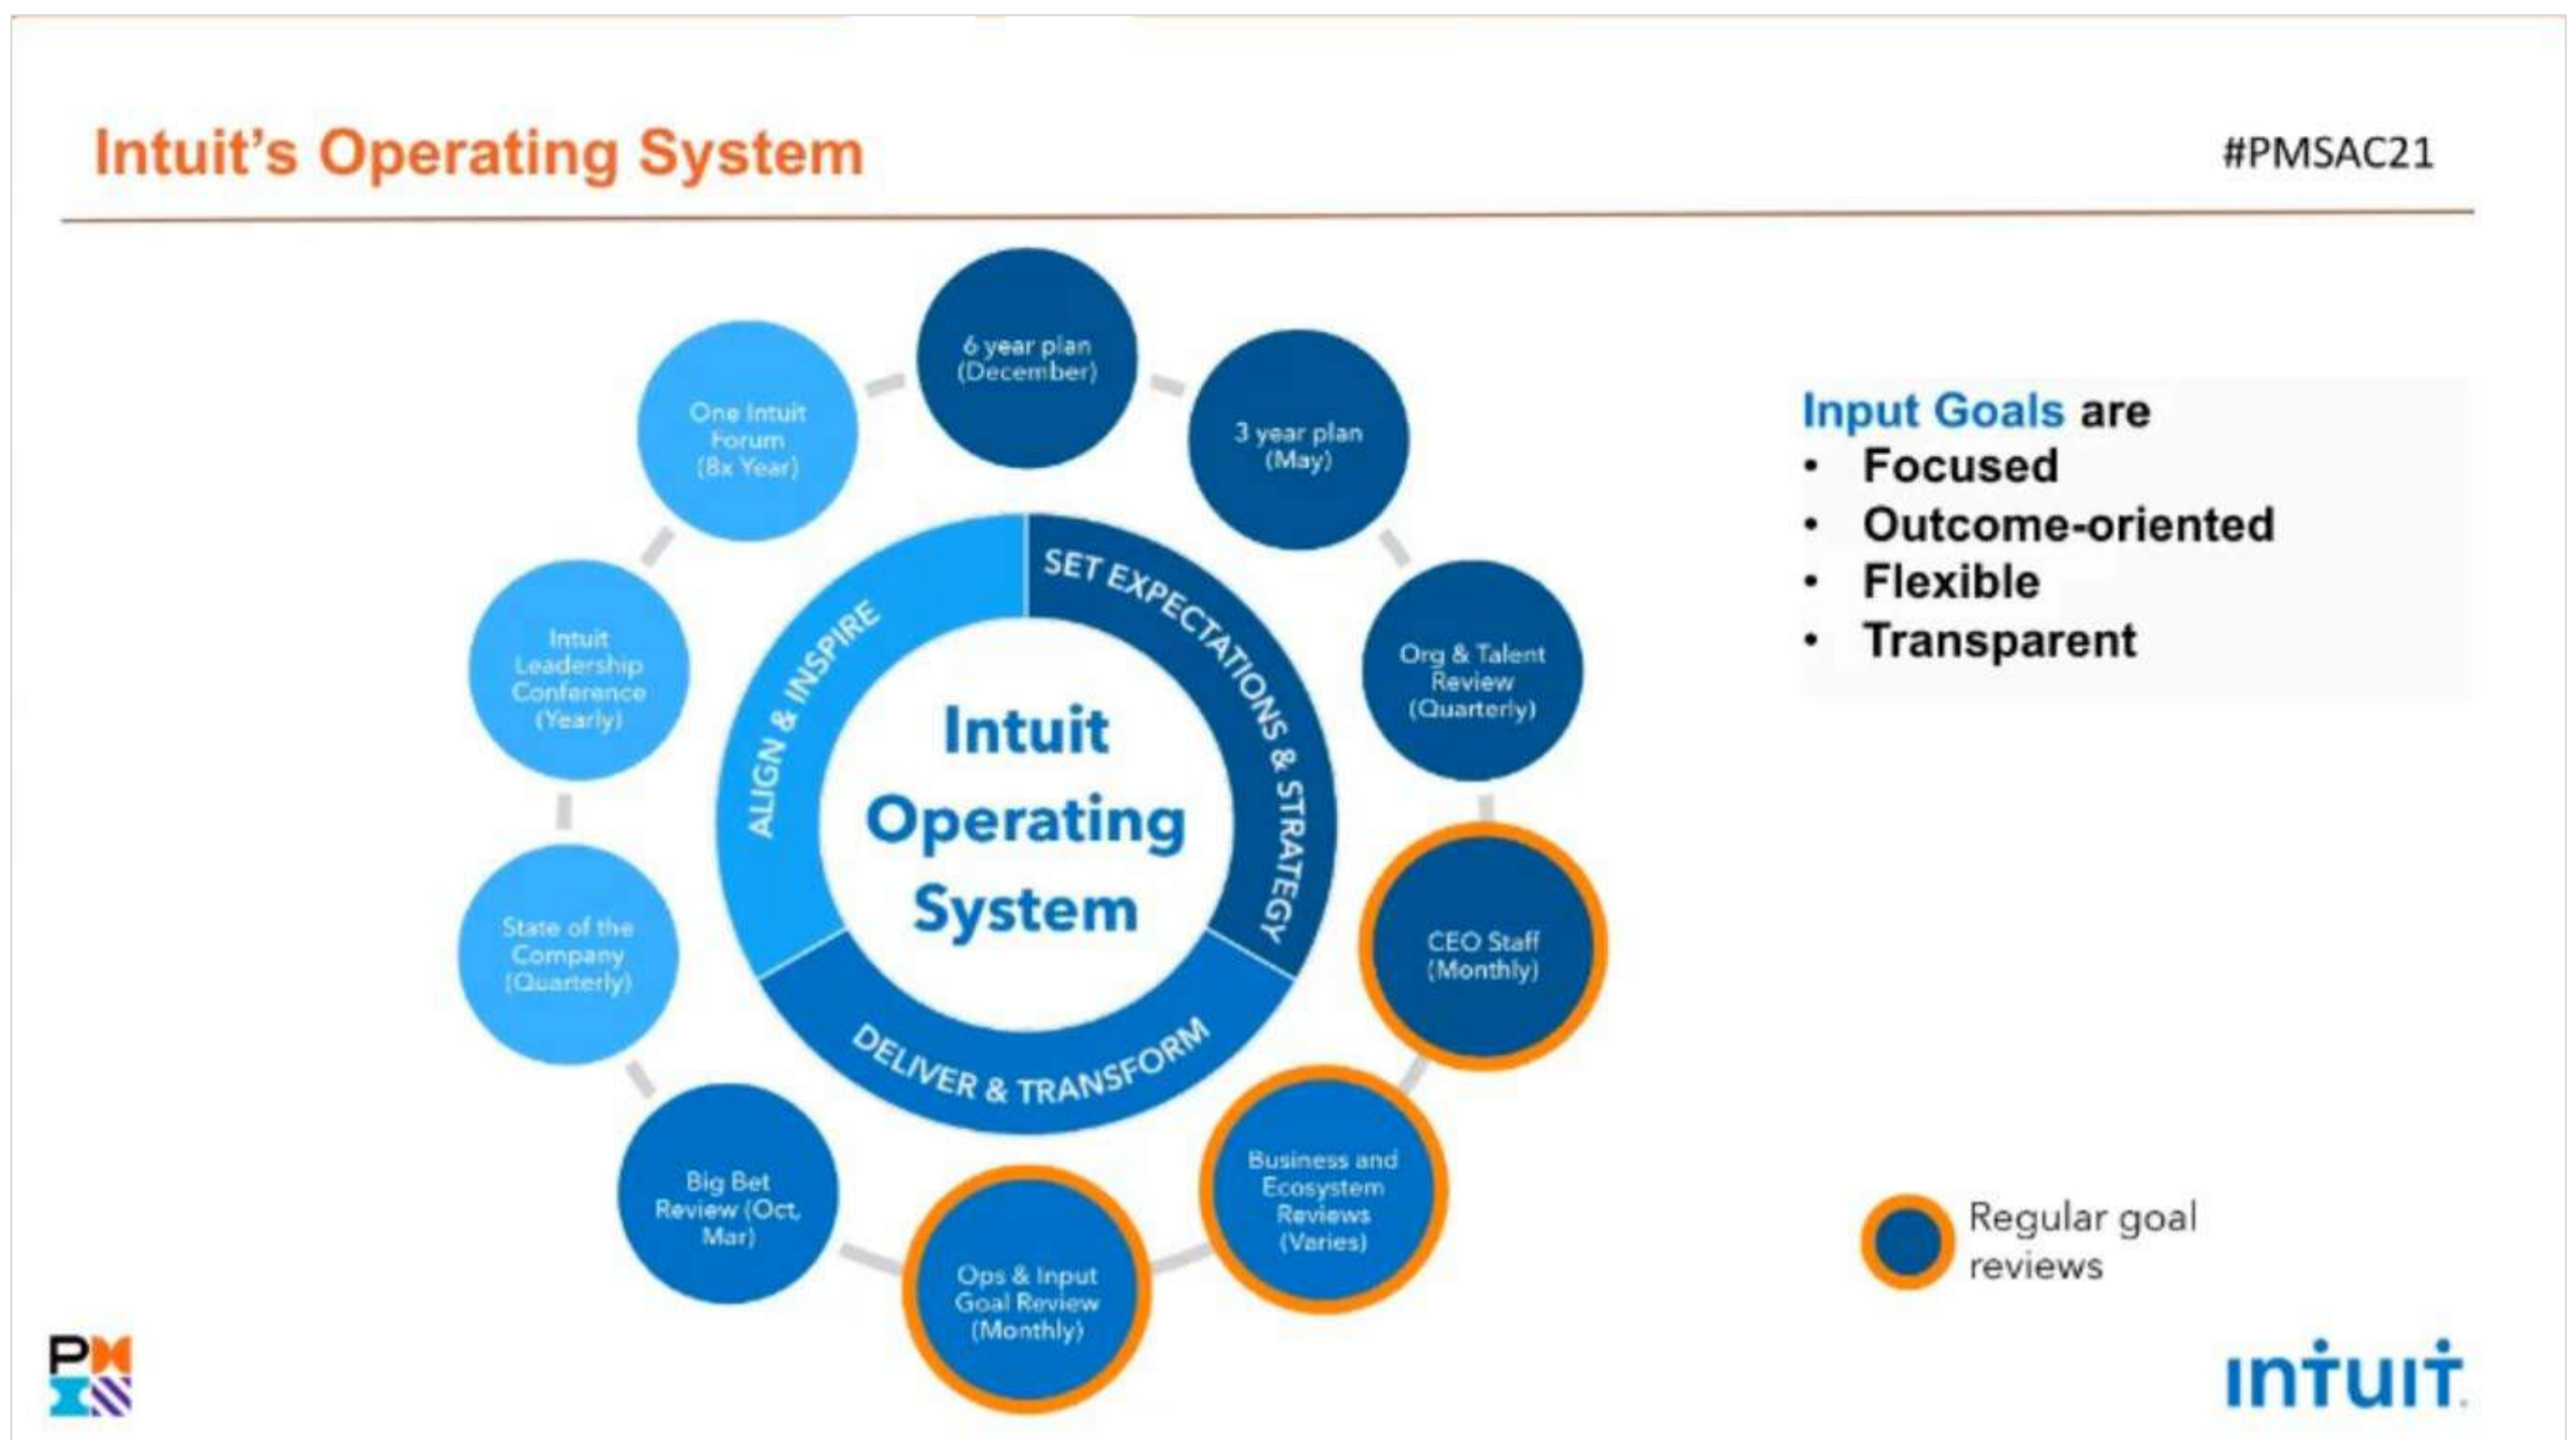 Intuit's Operating System
#PMSAC21
6 year plan
(December)
3 year plan
(May)
Org & Talent
Review
(Quarterly)
CEO Staff
(Monthly)
Business and
Ecosystem
Reviews
(Varies)
Ops & Input
Goal Review
(Monthly)
Big Bet
Review (Oct,
Mar)
State of the
Company
(Quarterly)
Intuit
Leadership
Conference
(Yearly)
One Intuit
Forum
(8x Year)
SET EXPECTATIONS & STRATEGY
DELIVER & TRANSFORM
ALIGN & INSPIRE
Intuit
Operating
System
Input Goals are
• Focused
• Outcome-oriented
• Flexible
• Transparent
Regular goal
reviews
PM
intuit